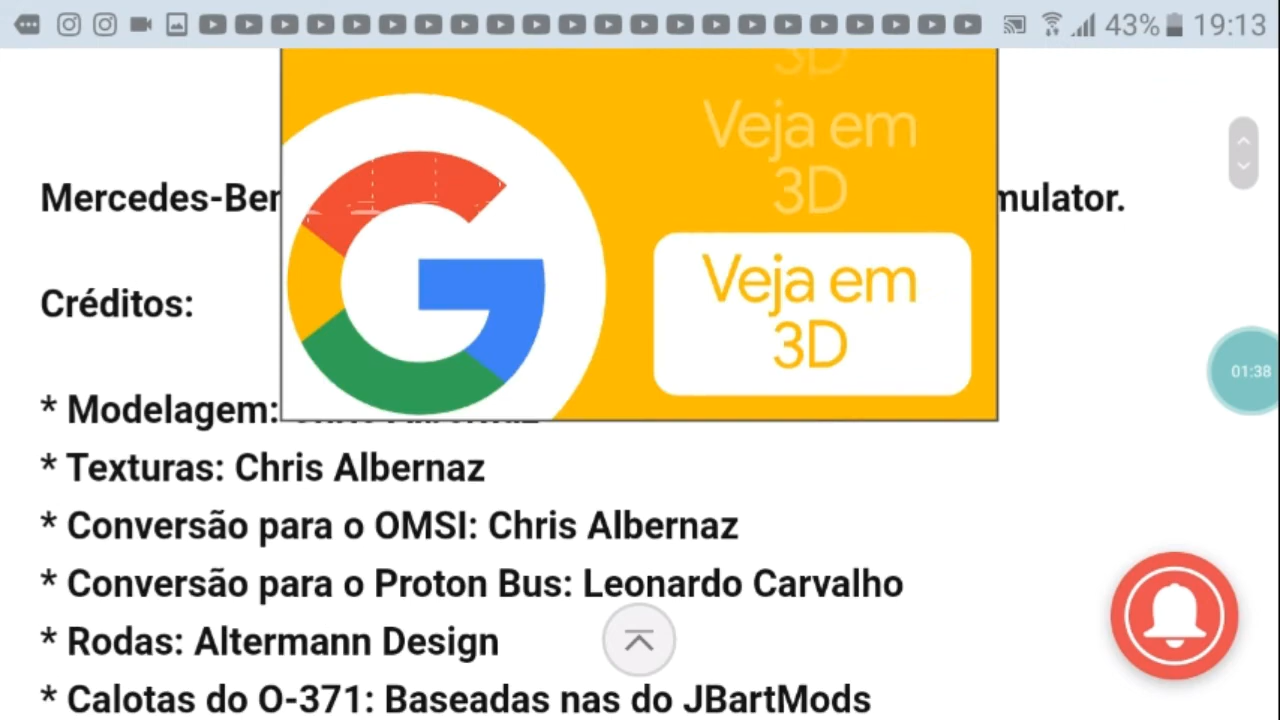 43% 19:13
3D
Veja em
3D
Veja em
3D
mulator.
Créditos:
* Modelagem:
* Texturas: Chris Albernaz
01:38
* Conversão para o OMSI: Chris Albernaz
* Conversão para o Proton Bus: Leonardo Carvalho
* Rodas: Altermann Design
* Calotas do O-371: Baseadas nas do JBartMods